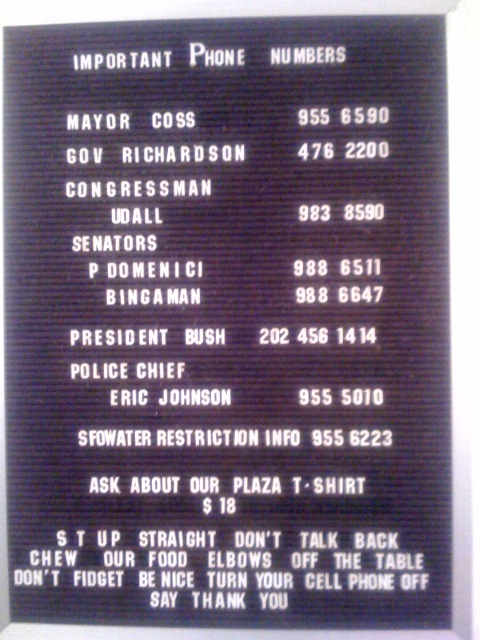 IMPORTANT PHONE NUMBERS
MAYOR COSS 955 6590
GOV RICHARDSON 476 2200
CONGRESSMAN
UDALL 983 8590
SENATORS
P DOMENICI 988 6511
BINGAMAN 988 6647
PRESIDENT BUSH 202 456 1414
POLICE CHIEF
ERIC JOHNSON 955 5010
SFOWATER RESTRICTION INFO 955 6223
ASK ABOUT OUR PLAZA T-SHIRT
$ 18
S T UP STRAIGHT DON'T TALK BACK
CHEW OUR FOOD ELBOWS OFF THE TABLE
DON'T FIDGET BE NICE TURN YOUR CELL PHONE OFF
SAY THANK YOU